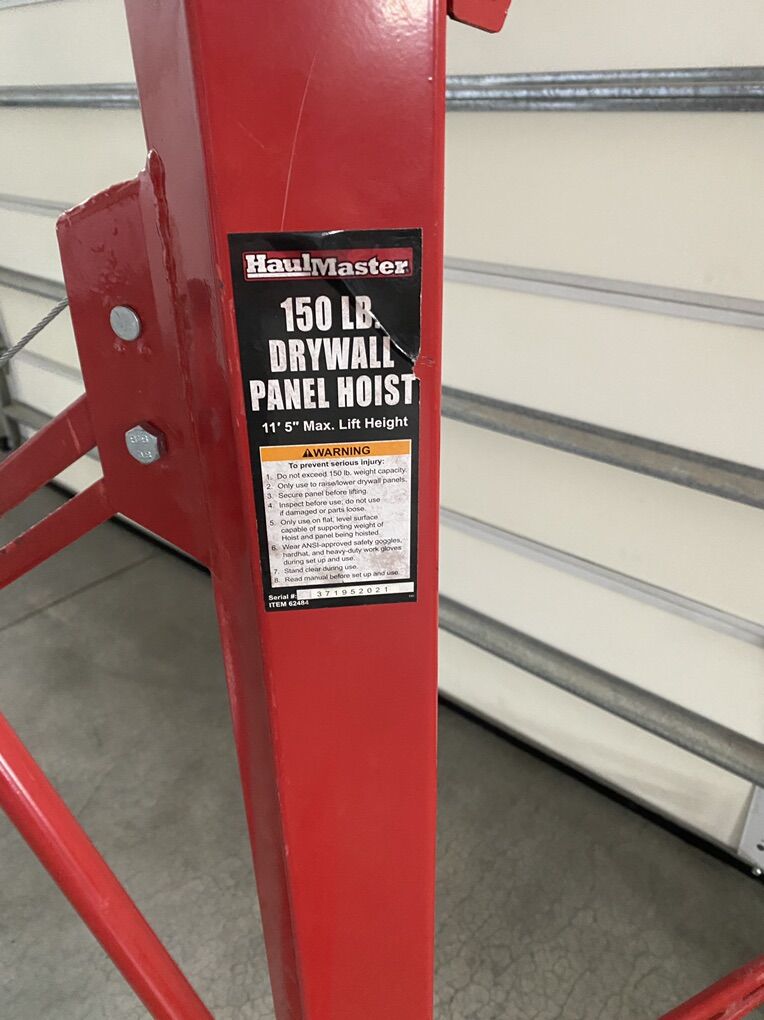 HaulMaster
150 LB.
DRYWALL
PANEL HOIST
11' 5" Max. Lift Height
WARNING
To prevent serious injury:
1. Do not exceed 150 lb. weight capacity.
2. Only use to raise/lower drywall panels.
3. Secure panel before lifting.
4. Inspect before use; do not use
if damaged or parts loose.
5. Only use on flat, level surface
capable of supporting weight of
Hoist and panel being hoisted.
6. Wear ANSI-approved safety goggles,
hardhat, and heavy-duty work gloves
during set up and use.
7. Stand clear during use.
8. Read manual before set up and use.
Serial #: 371952021
ITEM 62484